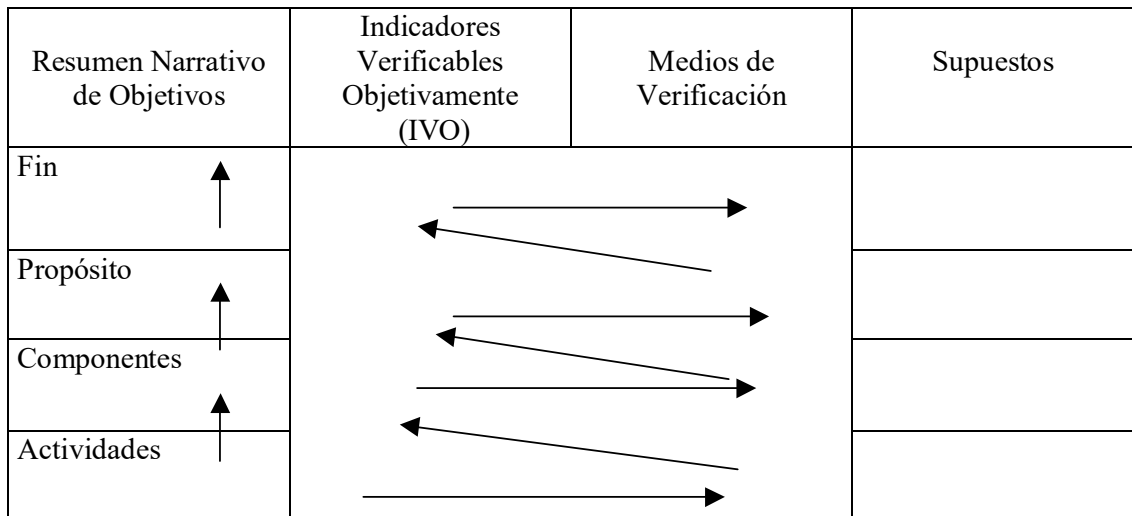 Resumen Narrativo
de Objetivos
Indicadores
Verificables
Objetivamente
(IVO)
Medios de
Verificación
Supuestos
Fin
Propósito
Componentes
Actividades